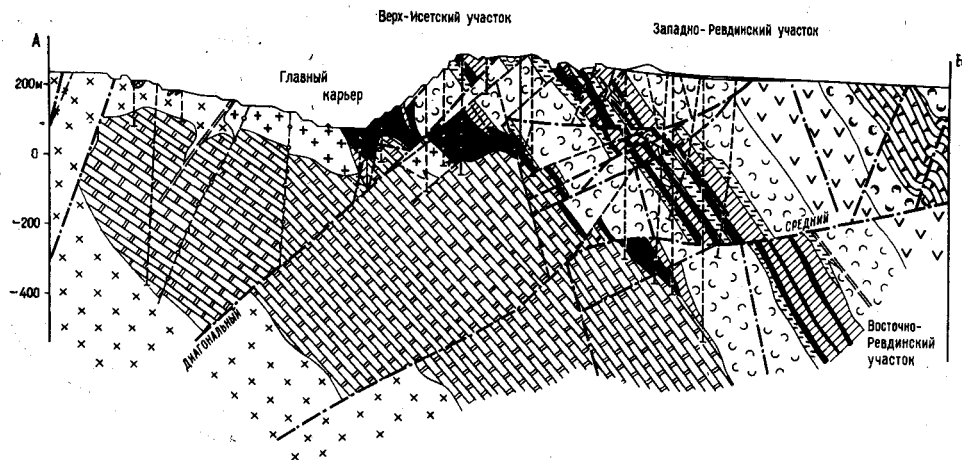 Верх-Исетский участок
Западно-Ревдинский участок
А
Б
Главный
карьер
200м
0
-200
-400
СРЕДНИЙ
ДИАГОНАЛЬНЫЙ
Восточно-
Ревдинский
участок